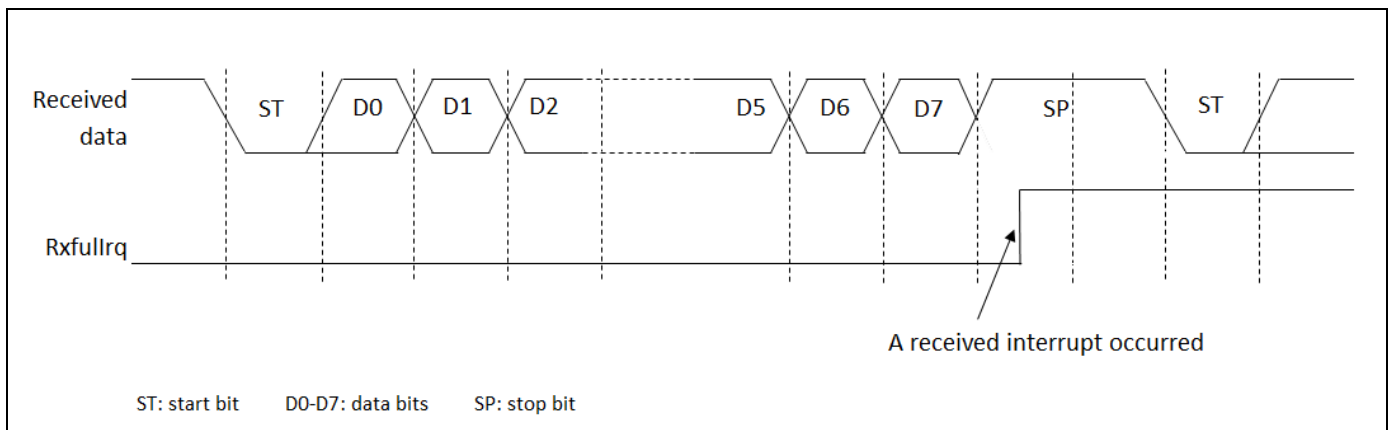 Received data
ST D0 D1 D2 D5 D6 D7 SP ST
RxfullIrq
A received interrupt occurred
ST: start bit D0-D7: data bits SP: stop bit